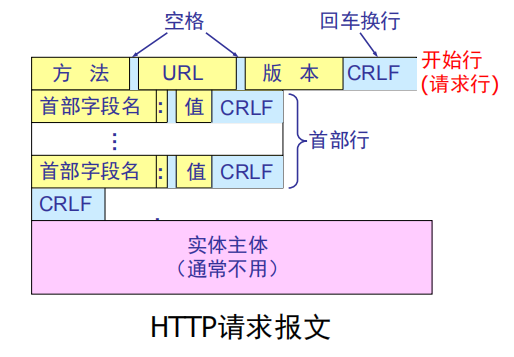 空格 回车换行
方 法 URL 版 本 CRLF 开始行
(请求行)
首部字段名 : 值 CRLF
⋮ 首部行
首部字段名 : 值 CRLF
CRLF
实体主体
（通常不用）
HTTP请求报文